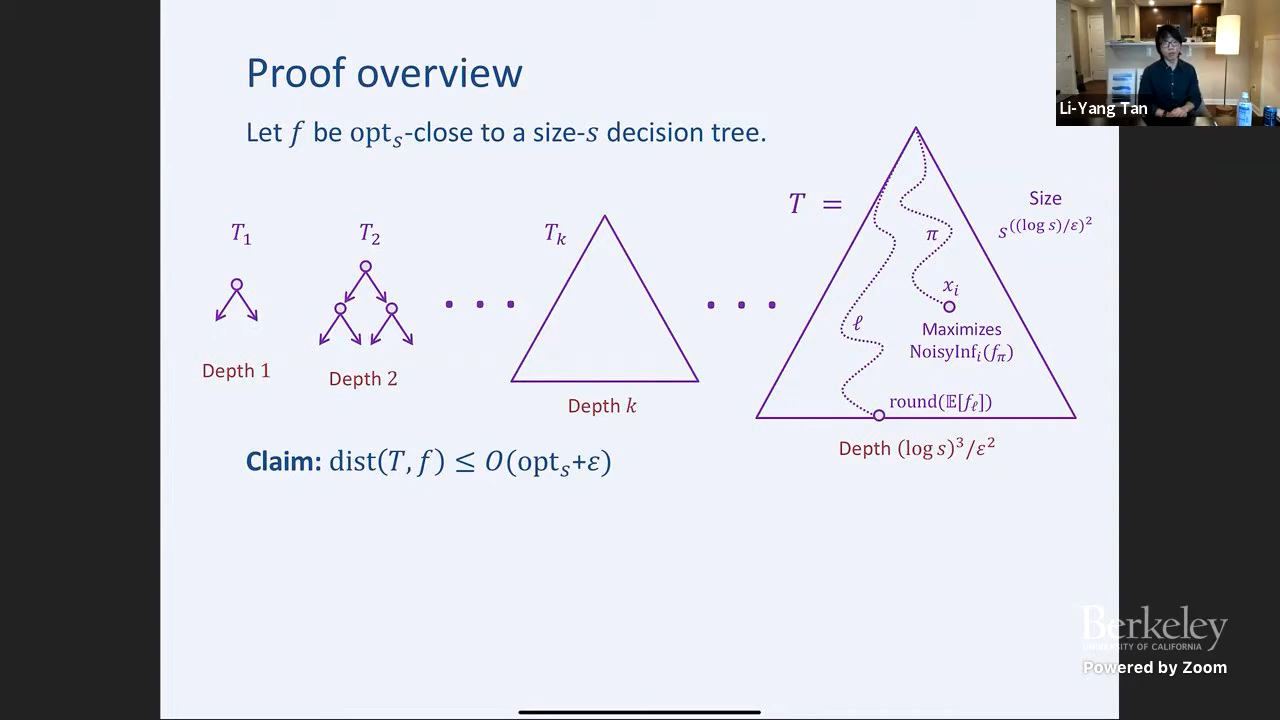 Proof overview
Let f be opt_s-close to a size-s decision tree.
T_1
T_2
T_k
T =
Size
s^((log s)/ε)^2
π
x_i
Maximizes
NoisyInf_i(f_π)
ℓ
round(𝔼[f_ℓ])
Depth 1
Depth 2
Depth k
Depth (log s)^3/ε^2
Claim: dist(T, f) ≤ O(opt_s+ε)
Li-Yang Tan
Berkeley
UNIVERSITY OF CALIFORNIA
Powered by Zoom